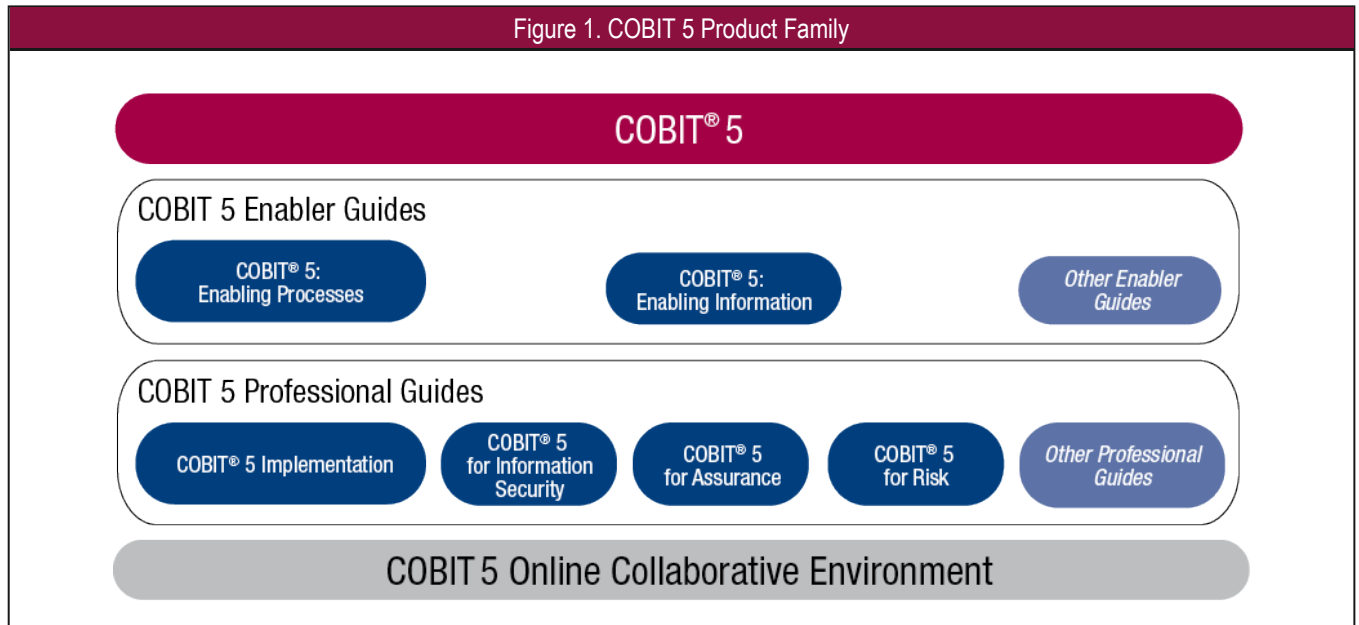 Figure 1. COBIT 5 Product Family
COBIT® 5
COBIT 5 Enabler Guides
COBIT® 5:
Enabling Processes
COBIT® 5:
Enabling Information
Other Enabler
Guides
COBIT 5 Professional Guides
COBIT® 5 Implementation
COBIT® 5
for Information
Security
COBIT® 5
for Assurance
COBIT® 5
for Risk
Other Professional
Guides
COBIT 5 Online Collaborative Environment